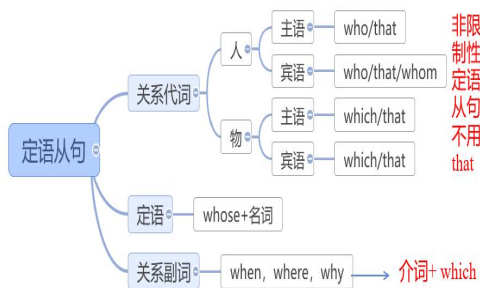 定语从句
关系代词
人
主语
who/that
宾语
who/that/whom
物
主语
which/that
宾语
which/that
定语
whose+名词
关系副词
when，where，why
介词+ which
非限
制性
定语
从句
不用
that